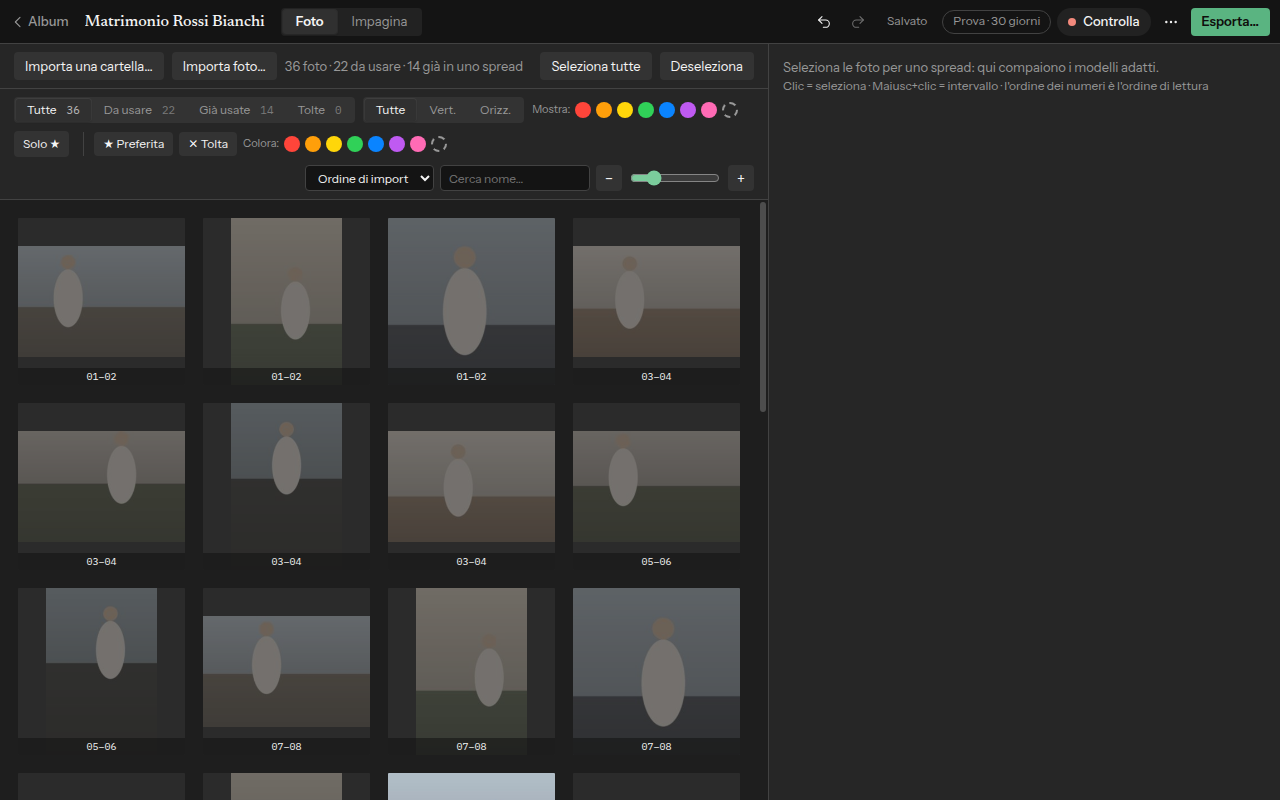 Album
Matrimonio Rossi Bianchi
Foto
Impagina
Salvato
Prova · 30 giorni
Controlla
Esporta…
Importa una cartella…
Importa foto…
36 foto · 22 da usare · 14 già in uno spread
Seleziona tutte
Deseleziona
Tutte 36
Da usare 22
Già usate 14
Tolte 0
Tutte
Vert.
Orizz.
Mostra:
Solo ★
★ Preferita
✕ Tolta
Colora:
Ordine di import
Cerca nome…
−
+
Seleziona le foto per uno spread: qui compaiono i modelli adatti.
Clic = seleziona · Maiusc+clic = intervallo · l'ordine dei numeri è l'ordine di lettura
01–02
01–02
01–02
03–04
03–04
03–04
03–04
05–06
05–06
07–08
07–08
07–08